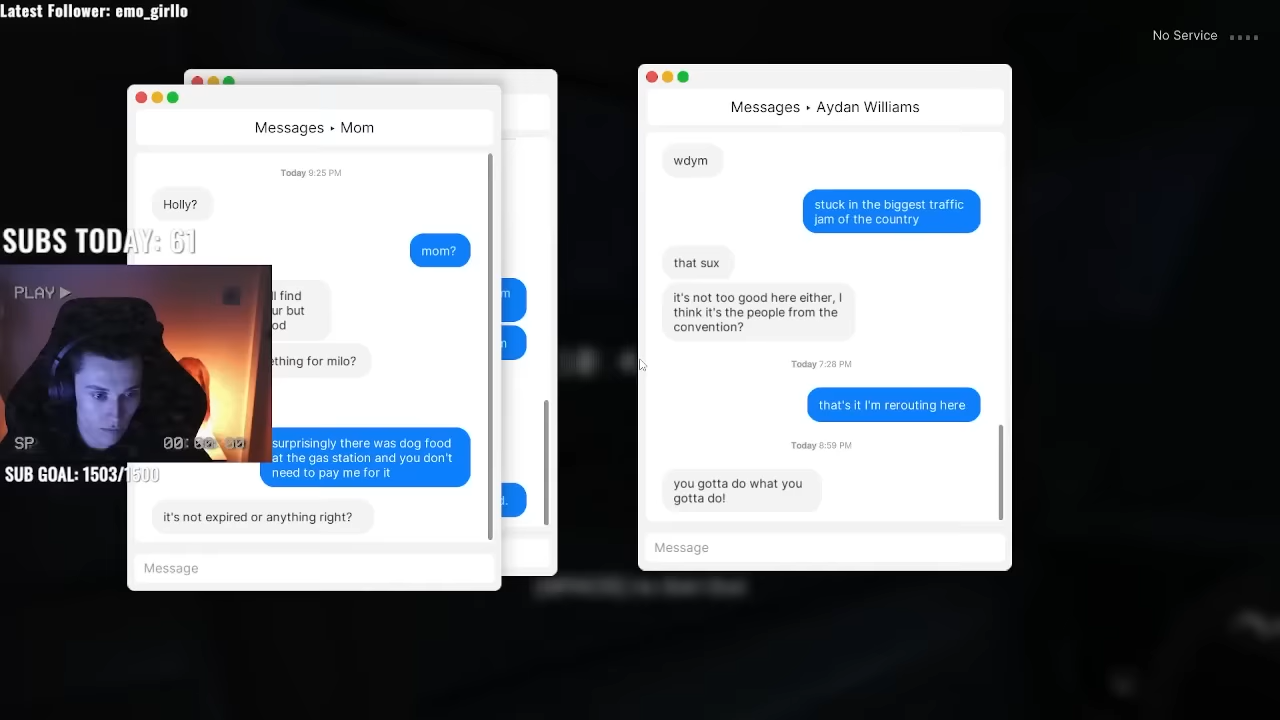 Latest Follower: emo_girllo
No Service
Messages ▸ Mom
Today 9:25 PM
Holly?
mom?
ll find
ur but
od
ething for milo?
surprisingly there was dog food
at the gas station and you don't
need to pay me for it
it's not expired or anything right?
Message
SUBS TODAY: 61
PLAY
SP
SUB GOAL: 1503/1500
m
n
d.
Messages ▸ Aydan Williams
wdym
stuck in the biggest traffic
jam of the country
that sux
it's not too good here either, I
think it's the people from the
convention?
Today 7:28 PM
that's it I'm rerouting here
Today 8:59 PM
you gotta do what you
gotta do!
Message